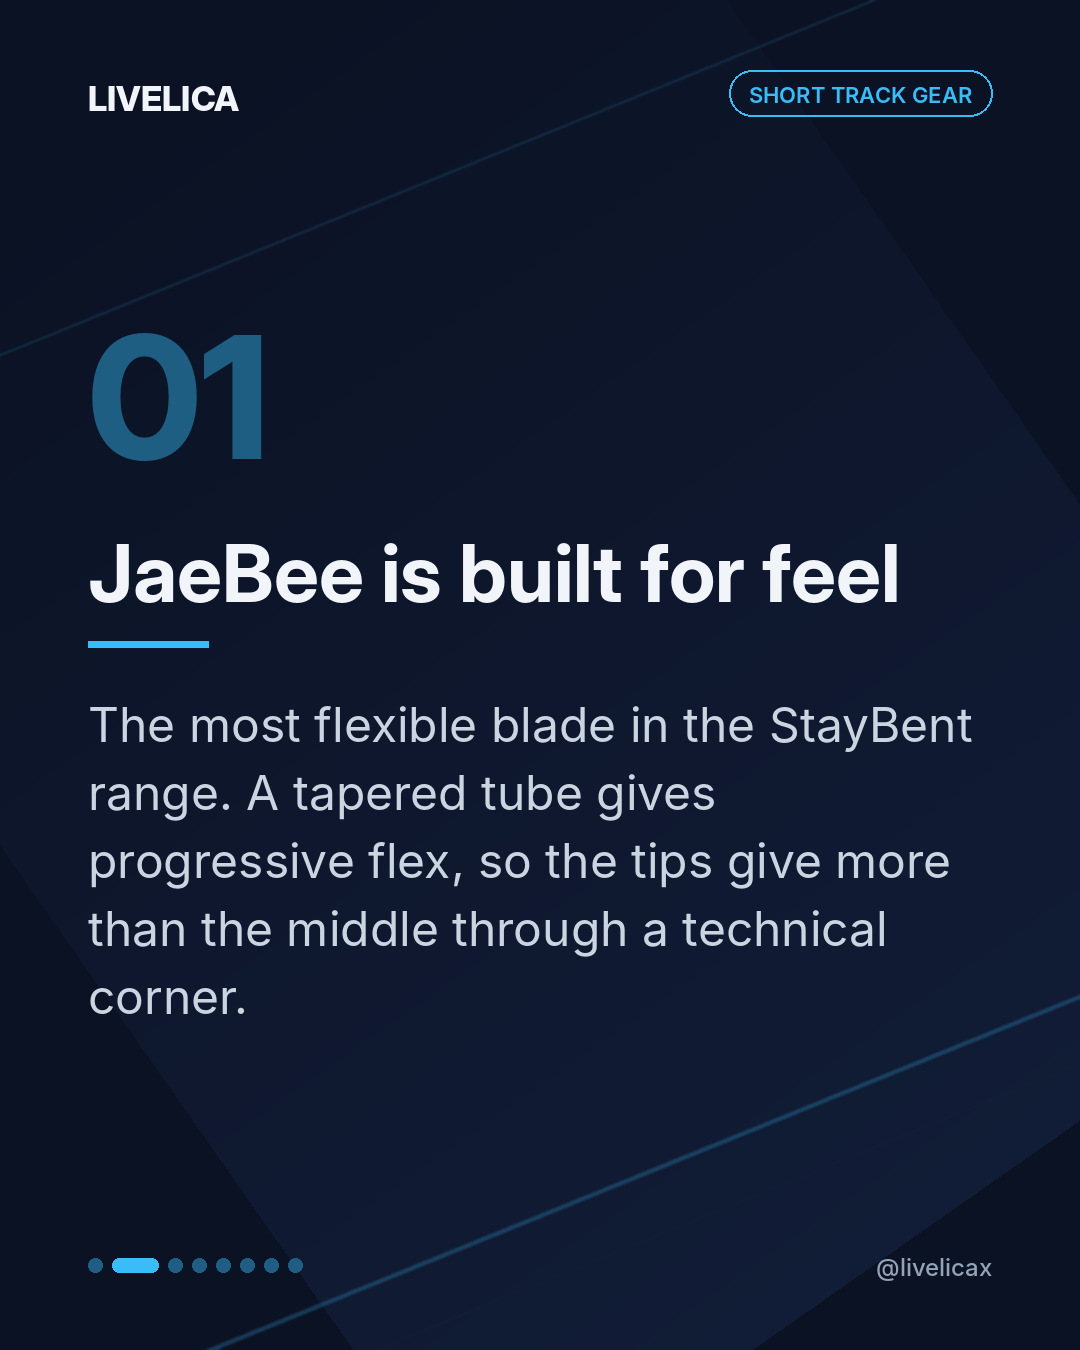 LIVELICA
SHORT TRACK GEAR
01
JaeBee is built for feel
The most flexible blade in the StayBent
range. A tapered tube gives
progressive flex, so the tips give more
than the middle through a technical
corner.
@livelicax